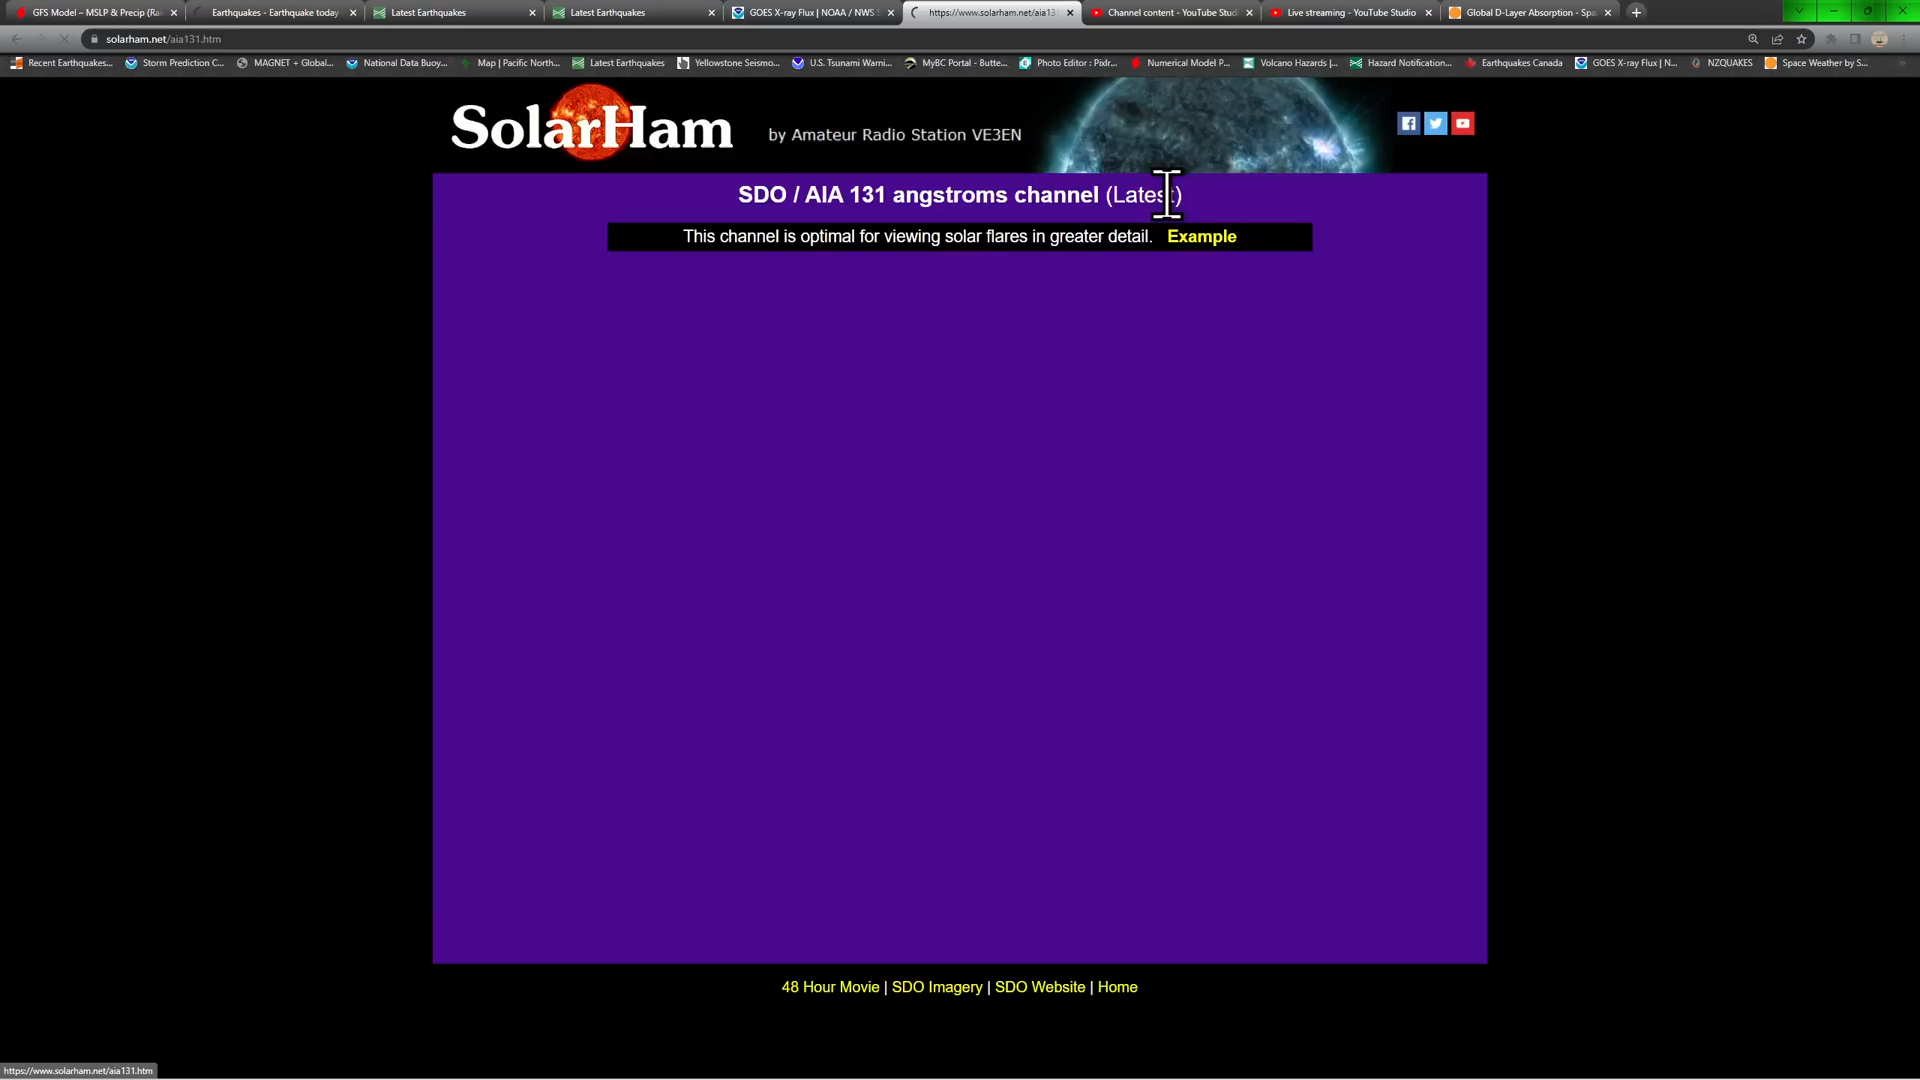 GFS Model – MSLP & Precip (Ra
Earthquakes - Earthquake today
Latest Earthquakes
Latest Earthquakes
GOES X-ray Flux | NOAA / NWS S
https://www.solarham.net/aia13
Channel content - YouTube Stud
Live streaming - YouTube Studio
Global D-Layer Absorption - Spa
solarham.net/aia131.htm
Recent Earthquakes...
Storm Prediction C...
MAGNET + Global...
National Data Buoy...
Map | Pacific North...
Latest Earthquakes
Yellowstone Seismo...
U.S. Tsunami Warni...
MyBC Portal - Butte...
Photo Editor : Pixlr...
Numerical Model P...
Volcano Hazards |...
Hazard Notification...
Earthquakes Canada
GOES X-ray Flux | N...
NZQUAKES
Space Weather by S...
SolarHam
by Amateur Radio Station VE3EN
SDO / AIA 131 angstroms channel (Latest)
This channel is optimal for viewing solar flares in greater detail. Example
48 Hour Movie | SDO Imagery | SDO Website | Home
https://www.solarham.net/aia131.htm